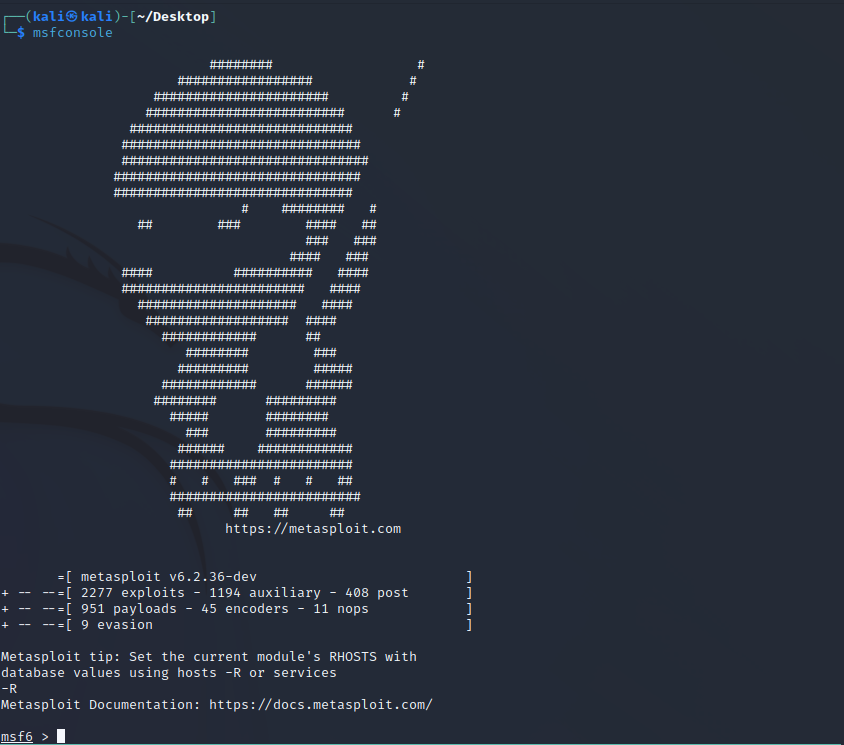 ┌──(kali㉿kali)-[~/Desktop]
└─$ msfconsole
                          ########                  #
                      #################            #
                   ######################         #
                  #########################      #
                ############################
               ##############################
               ###############################
              ###############################
              ##############################
                              #    ########   #
                 ##        ###        ####   ##
                                      ###   ###
                                    ####   ###
               ####          ##########   ####
               #######################   ####
                 ####################   ####
                  ##################  ####
                    ############      ##
                       ########        ###
                      #########        #####
                    ############      ######
                   ########      #########
                     #####       ########
                       ###       #########
                      ######    ############
                     #######################
                     #   #   ###  #   #   ##
                     ########################
                      ##     ##   ##     ##
                            https://metasploit.com
       =[ metasploit v6.2.36-dev                          ]
+ -- --=[ 2277 exploits - 1194 auxiliary - 408 post       ]
+ -- --=[ 951 payloads - 45 encoders - 11 nops            ]
+ -- --=[ 9 evasion                                       ]
Metasploit tip: Set the current module's RHOSTS with
database values using hosts -R or services
-R
Metasploit Documentation: https://docs.metasploit.com/
msf6 >